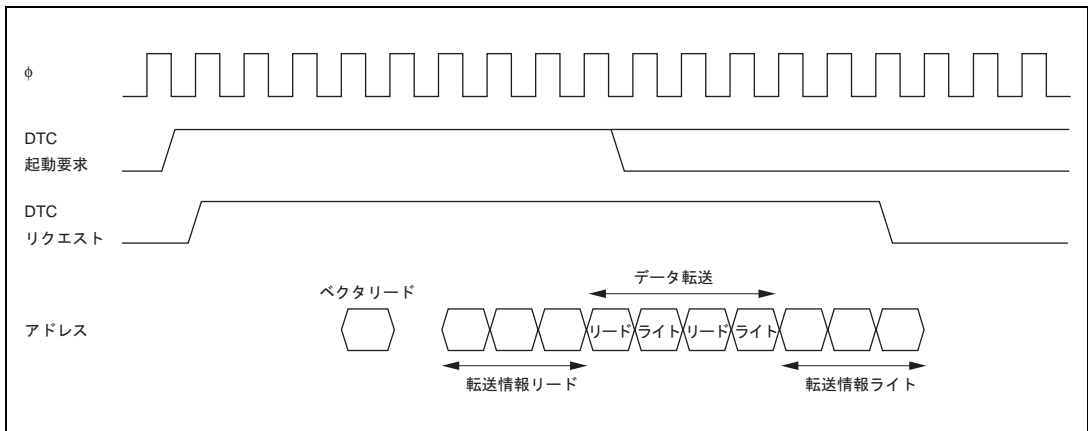 φ
DTC
起動要求
DTC
リクエスト
データ転送
ベクタリード
アドレス
リード ライト リード ライト
転送情報リード
転送情報ライト